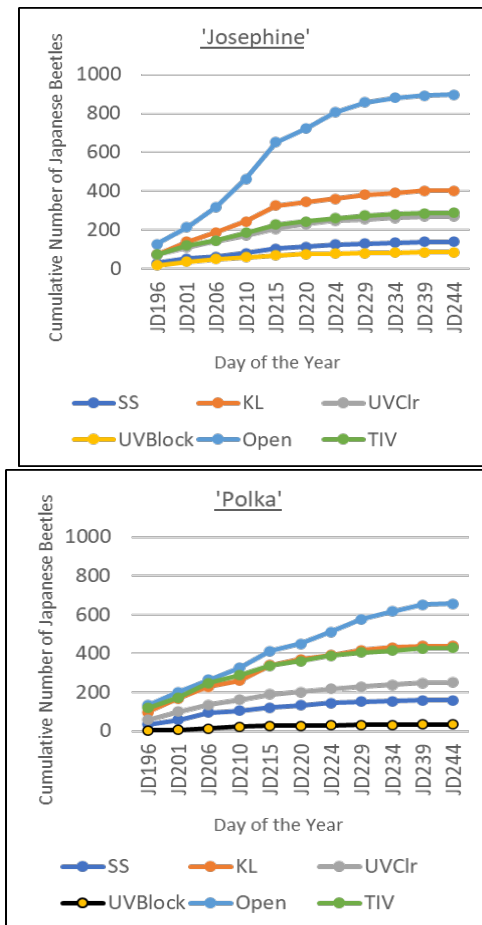 'Josephine'
Cumulative Number of Japanese Beetles
1000
800
600
400
200
0
JD196
JD201
JD206
JD210
JD215
JD220
JD224
JD229
JD234
JD239
JD244
Day of the Year
SS KL UVClr
UVBlock Open TIV
'Polka'
Cumulative Number of Japanese Beetles
1000
800
600
400
200
0
JD196
JD201
JD206
JD210
JD215
JD220
JD224
JD229
JD234
JD239
JD244
Day of the Year
SS KL UVClr
UVBlock Open TIV